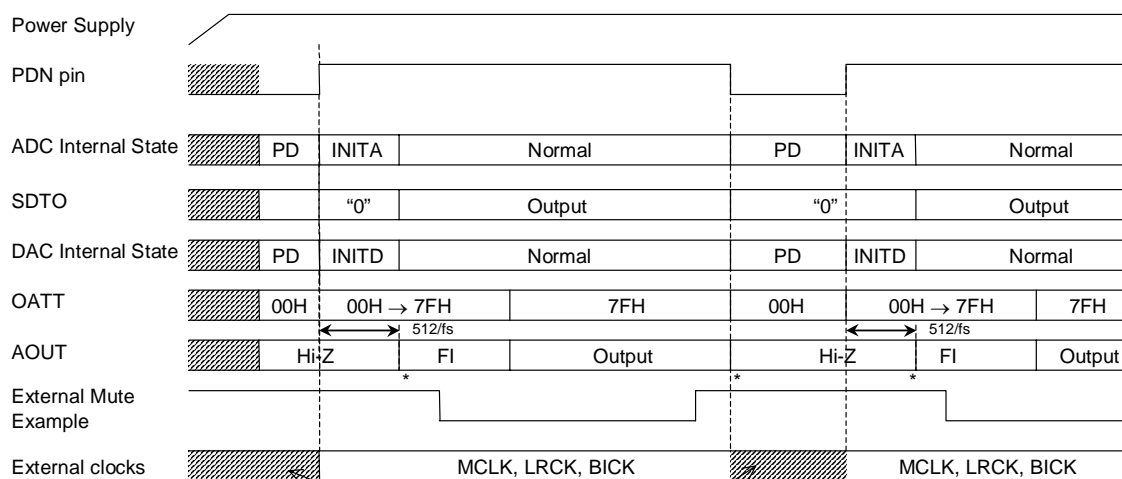 Power Supply
PDN pin
ADC Internal State PD INITA Normal PD INITA Normal
SDTO “0” Output “0” Output
DAC Internal State PD INITD Normal PD INITD Normal
OATT 00H 00H → 7FH 7FH 00H 00H → 7FH 7FH
512/fs 512/fs
AOUT Hi-Z FI Output Hi-Z FI Output
* * *
External Mute
Example
External clocks MCLK, LRCK, BICK MCLK, LRCK, BICK